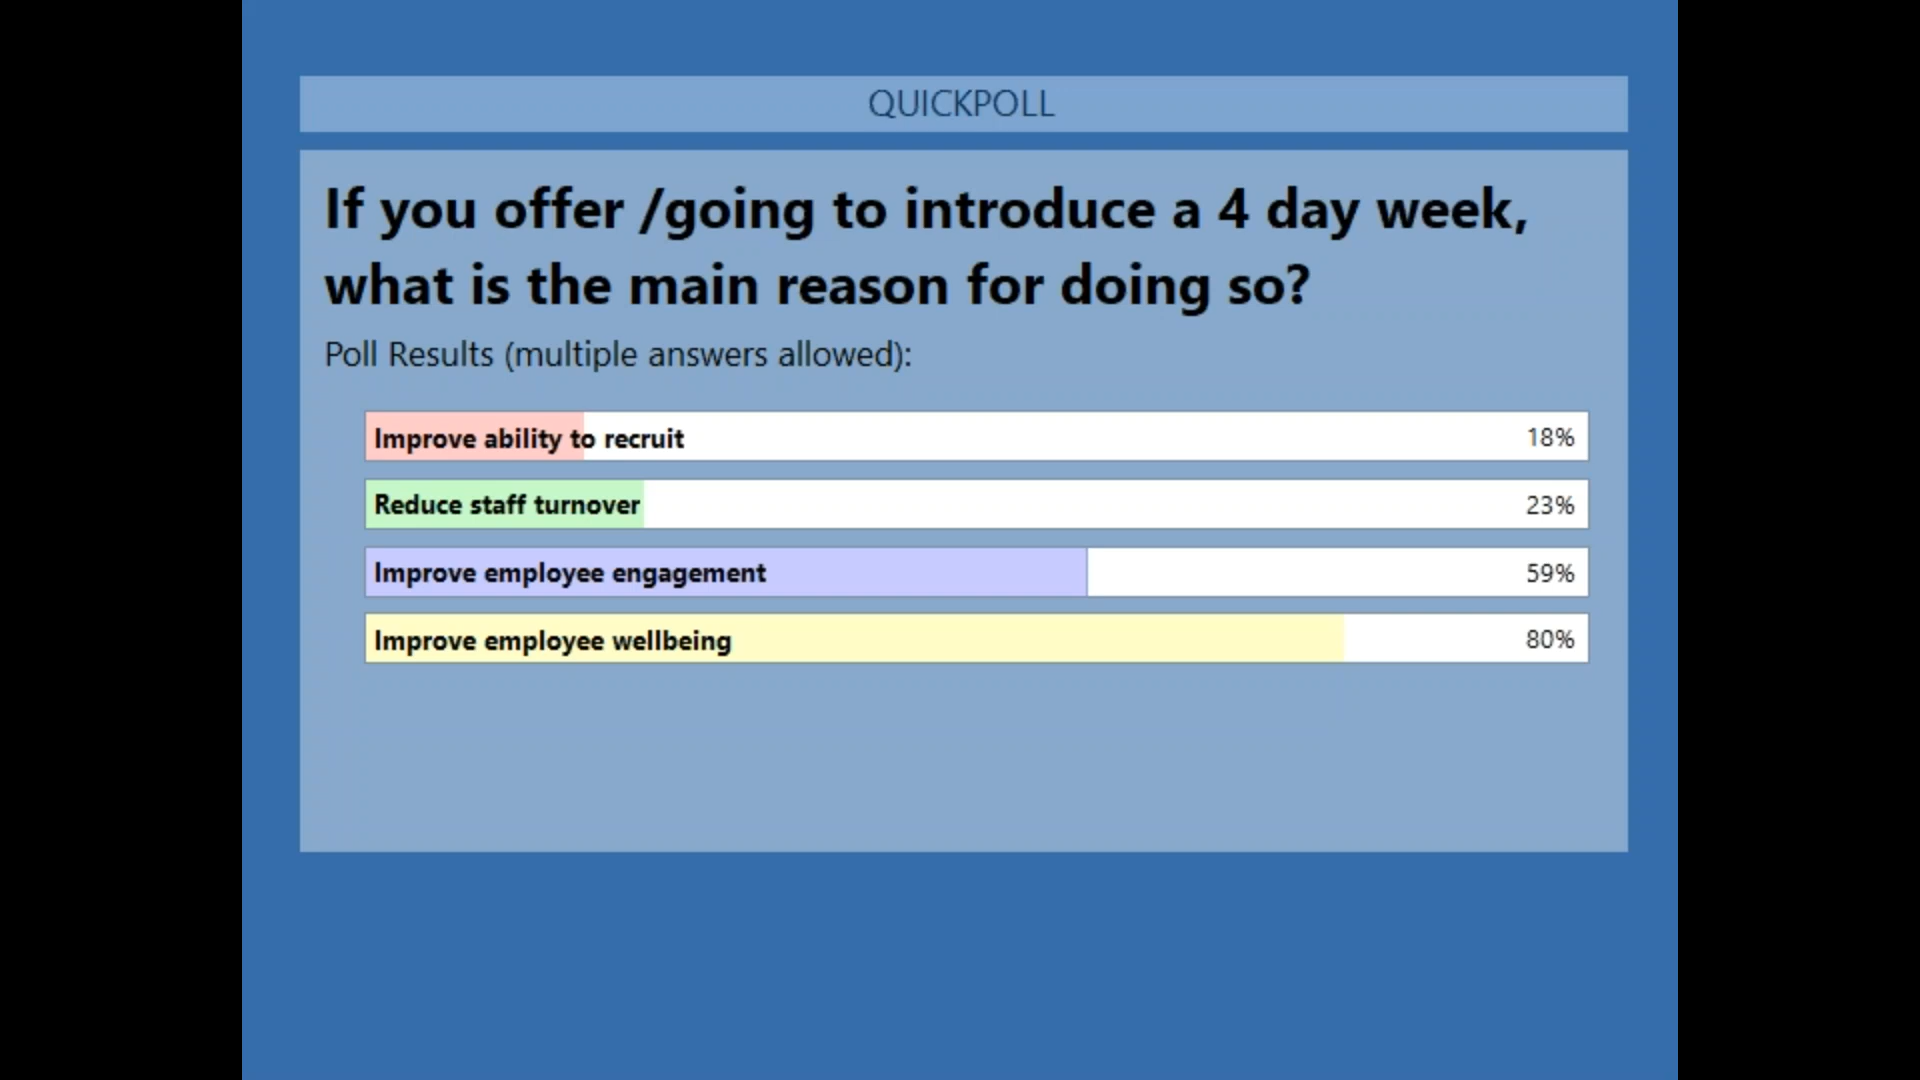 QUICKPOLL
If you offer /going to introduce a 4 day week,
what is the main reason for doing so?
Poll Results (multiple answers allowed):
Improve ability to recruit 18%
Reduce staff turnover 23%
Improve employee engagement 59%
Improve employee wellbeing 80%